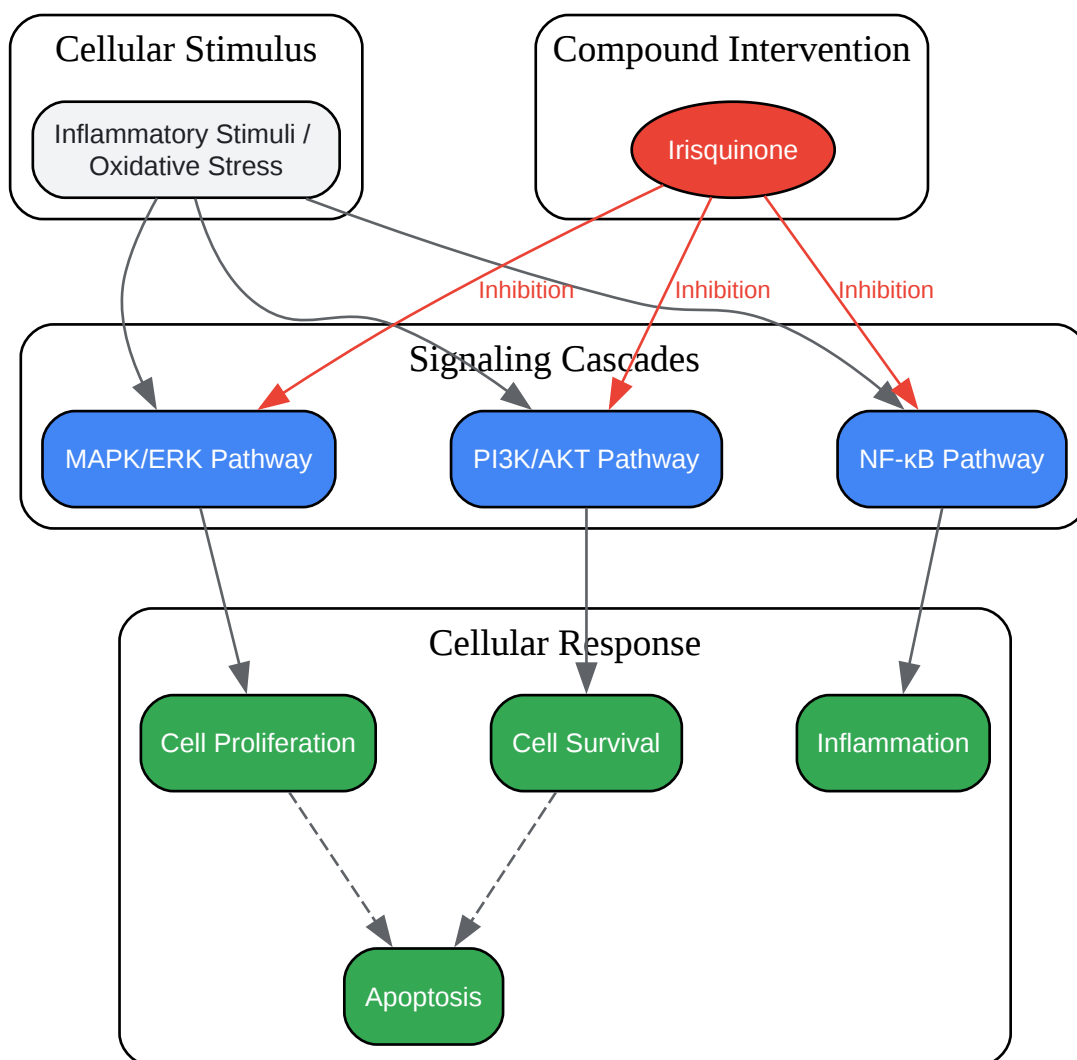 Cellular Stimulus
Compound Intervention
Inflammatory Stimuli /
Oxidative Stress
Irisquinone
Inhibition
Inhibition
Inhibition
Signaling Cascades
MAPK/ERK Pathway
PI3K/AKT Pathway
NF-κB Pathway
Cellular Response
Cell Proliferation
Cell Survival
Inflammation
Apoptosis